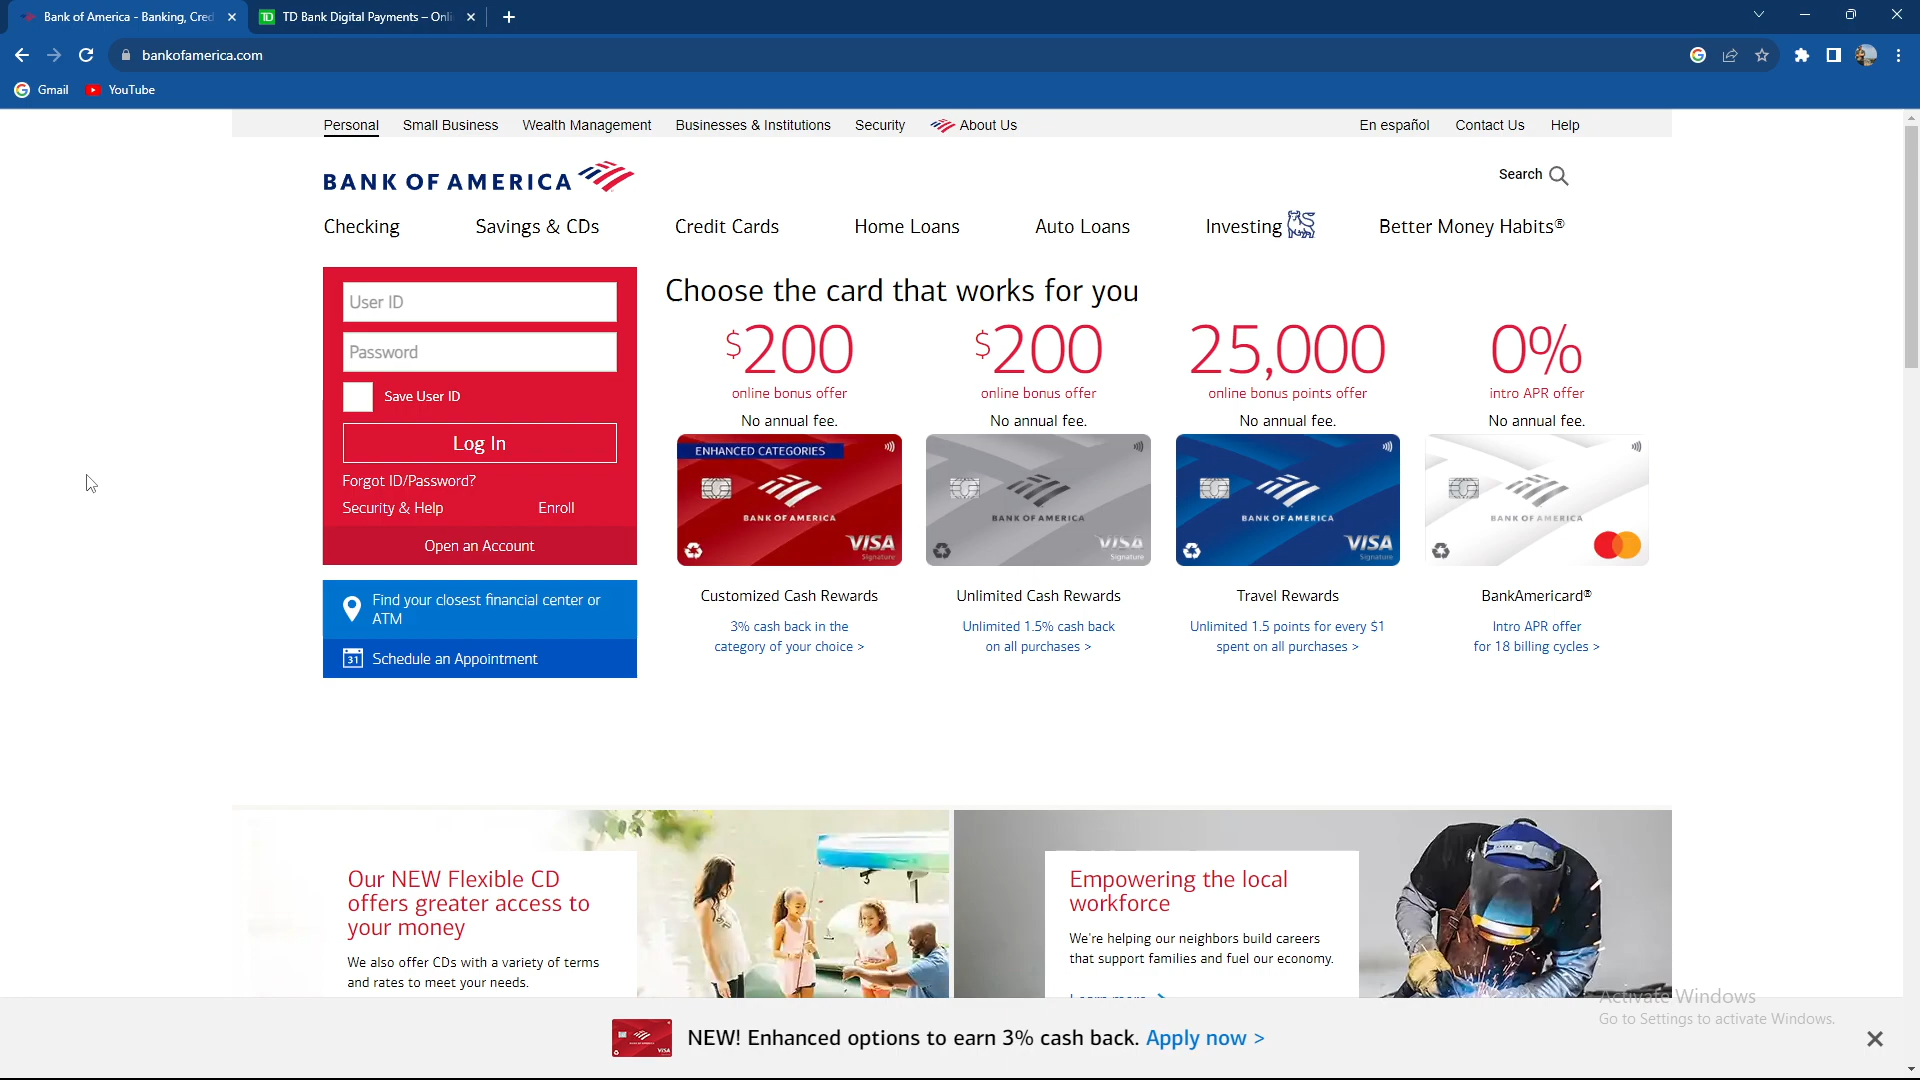 Bank of America - Banking, Cred
TD Bank Digital Payments – Onli
bankofamerica.com
Gmail
YouTube
Personal
Small Business
Wealth Management
Businesses & Institutions
Security
About Us
En español
Contact Us
Help
BANK OF AMERICA
Search
Checking
Savings & CDs
Credit Cards
Home Loans
Auto Loans
Investing
Better Money Habits®
User ID
Password
Save User ID
Log In
Forgot ID/Password?
Security & Help
Enroll
Open an Account
Find your closest financial center or
ATM
31
Schedule an Appointment
Choose the card that works for you
$200
online bonus offer
No annual fee.
ENHANCED CATEGORIES
BANK OF AMERICA
VISA
Signature
Customized Cash Rewards
3% cash back in the
category of your choice >
$200
online bonus offer
No annual fee.
BANK OF AMERICA
VISA
Signature
Unlimited Cash Rewards
Unlimited 1.5% cash back
on all purchases >
25,000
online bonus points offer
No annual fee.
BANK OF AMERICA
VISA
Signature
Travel Rewards
Unlimited 1.5 points for every $1
spent on all purchases >
0%
intro APR offer
No annual fee.
BANK OF AMERICA
BankAmericard®
Intro APR offer
for 18 billing cycles >
Our NEW Flexible CD
offers greater access to
your money
We also offer CDs with a variety of terms
and rates to meet your needs.
Empowering the local
workforce
We're helping our neighbors build careers
that support families and fuel our economy.
Learn more >
Activate Windows
Go to Settings to activate Windows.
NEW! Enhanced options to earn 3% cash back. Apply now >